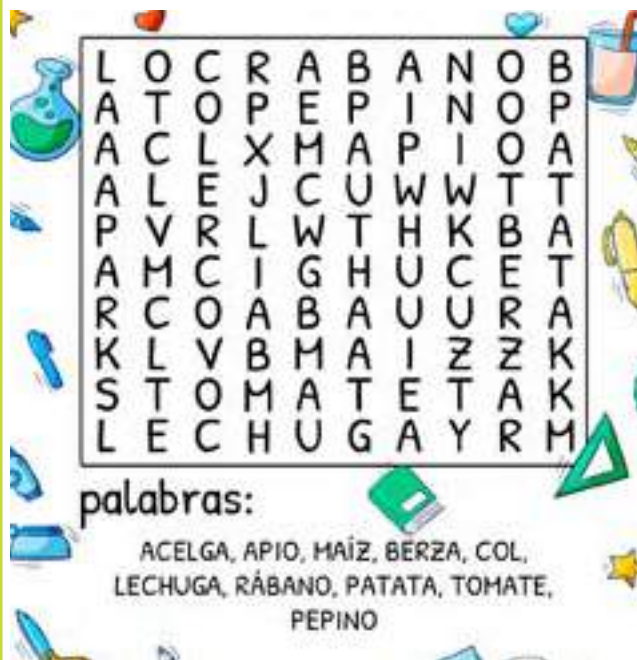 L O C R A B A N O B
A T O P E P I N O P
A C L X M A P I O A
A L E J C U W W T T
P V R L W T H K B A
A M C I G H U C E T
R C O A B A U U R A
K L V B M A I Z Z K
S T O M A T E T A K
L E C H U G A Y R M
palabras:
ACELGA, APIO, MAÍZ, BERZA, COL,
LECHUGA, RÁBANO, PATATA, TOMATE,
PEPINO